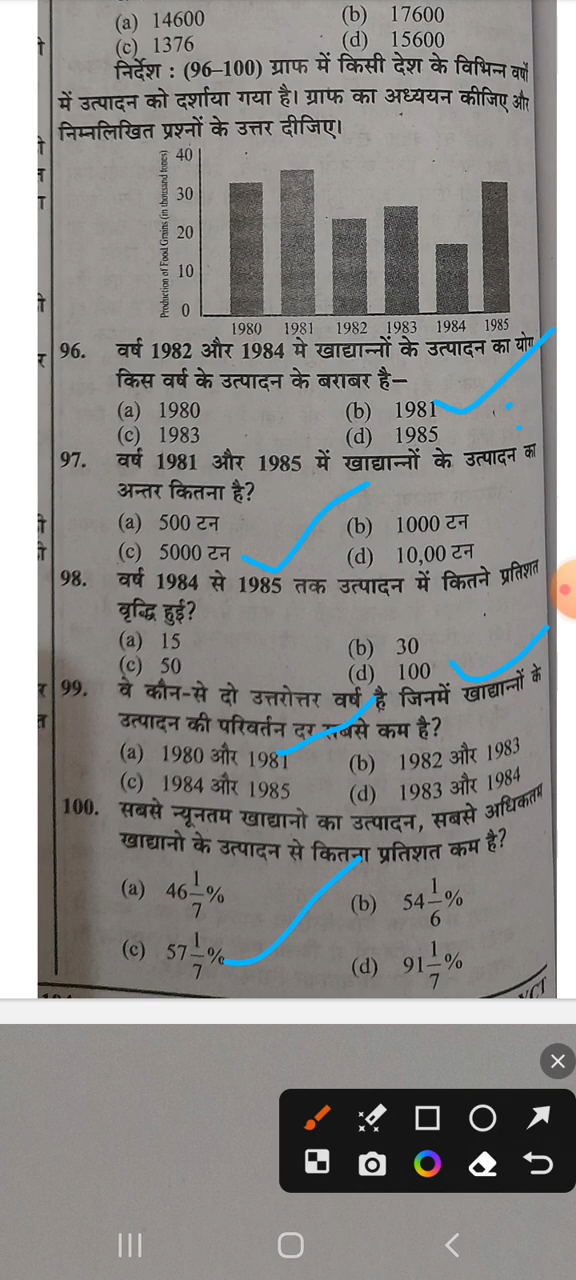 (a) 14600 (b) 17600
(c) 1376 (d) 15600
निर्देश : (96–100) ग्राफ में किसी देश के विभिन्न वर्षों
में उत्पादन को दर्शाया गया है। ग्राफ का अध्ययन कीजिए और
निम्नलिखित प्रश्नों के उत्तर दीजिए।
Production of Food Grains (in thousand tones)
40
30
20
10
0
1980 1981 1982 1983 1984 1985
96. वर्ष 1982 और 1984 मे खाद्यान्नों के उत्पादन का योग
किस वर्ष के उत्पादन के बराबर है–
(a) 1980 (b) 1981
(c) 1983 (d) 1985
97. वर्ष 1981 और 1985 में खाद्यान्नों के उत्पादन का
अन्तर कितना है?
(a) 500 टन (b) 1000 टन
(c) 5000 टन (d) 10,00 टन
98. वर्ष 1984 से 1985 तक उत्पादन में कितने प्रतिशत
वृद्धि हुई?
(a) 15 (b) 30
(c) 50 (d) 100
99. वे कौन-से दो उत्तरोत्तर वर्ष है जिनमें खाद्यान्नों के
उत्पादन की परिवर्तन दर सबसे कम है?
(a) 1980 और 1981 (b) 1982 और 1983
(c) 1984 और 1985 (d) 1983 और 1984
100. सबसे न्यूनतम खाद्यानो का उत्पादन, सबसे अधिकतम
खाद्यानो के उत्पादन से कितना प्रतिशत कम है?
(a) 46 1/7 % (b) 54 1/6 %
(c) 57 1/7 % (d) 91 1/7 %
YCT